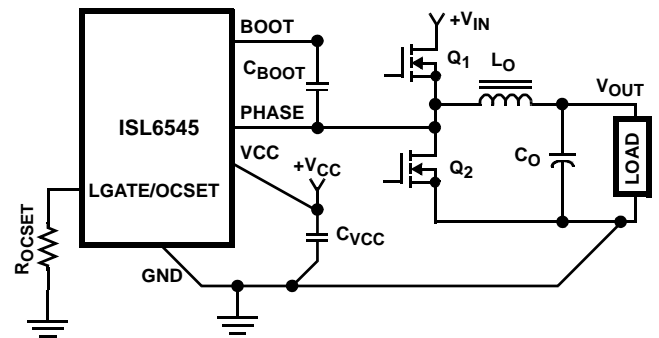 BOOT
+VIN
CBOOT
Q1
LO
VOUT
ISL6545
PHASE
VCC
+VCC
CO
LOAD
Q2
LGATE/OCSET
ROCSET
CVCC
GND